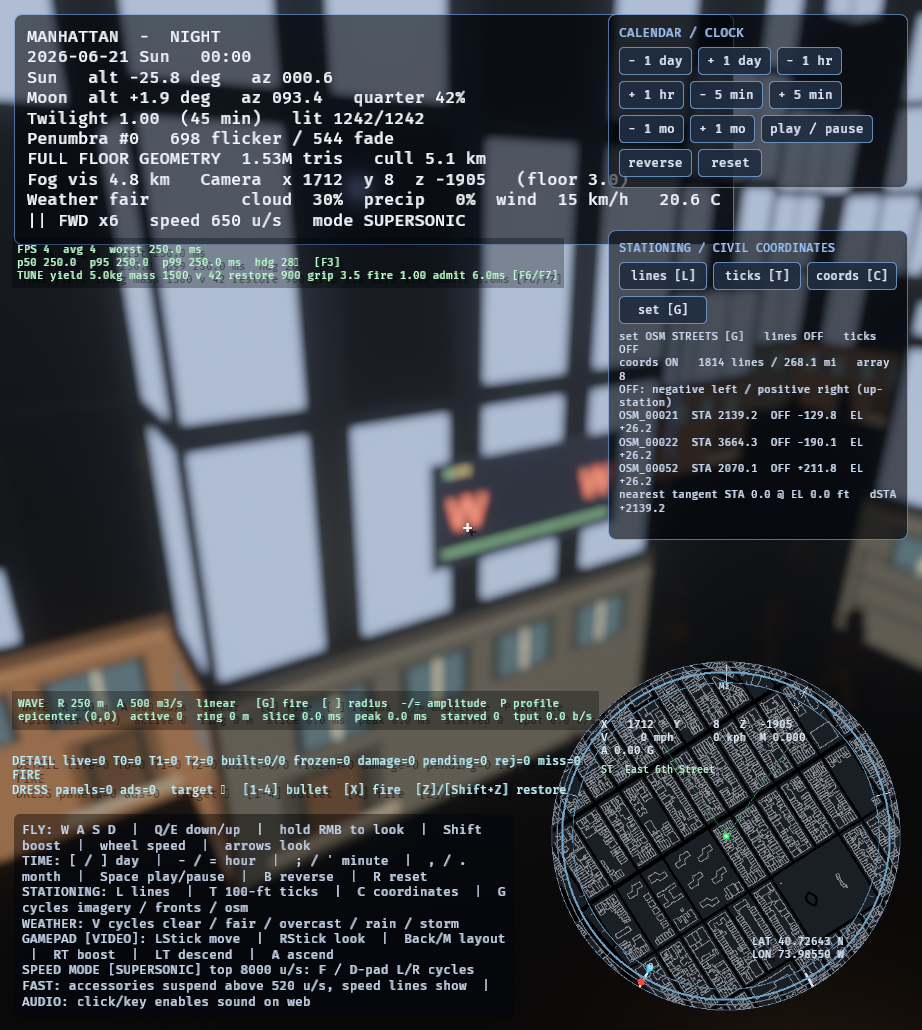 MANHATTAN  -  NIGHT
2026-06-21 Sun   00:00
Sun   alt -25.8 deg   az 000.6
Moon  alt +1.9 deg   az 093.4   quarter 42%
Twilight 1.00  (45 min)   lit 1242/1242
Penumbra #0   698 flicker / 544 fade
FULL FLOOR GEOMETRY  1.53M tris   cull 5.1 km
Fog vis 4.8 km   Camera  x 1712  y 8  z -1905   (floor 3.0)
Weather fair         cloud  30%  precip   0%  wind  15 km/h   20.6 C
|| FWD x6   speed 650 u/s   mode SUPERSONIC
CALENDAR / CLOCK
- 1 day
+ 1 day
- 1 hr
+ 1 hr
- 5 min
+ 5 min
- 1 mo
+ 1 mo
play / pause
reverse
reset
FPS 4  avg 4  worst 250.0 ms
p50 250.0  p95 250.0  p99 250.0 ms  hdg 28  [F3]
TUNE yield 5.0kg mass 1500 V 42 restore 900 grip 3.5 fire 1.00 admit 6.0ms [F6/F7]
STATIONING / CIVIL COORDINATES
lines [L]
ticks [T]
coords [C]
set [G]
set OSM STREETS [G]   lines OFF   ticks
OFF
coords ON   1814 lines / 268.1 mi   array
8
OFF: negative left / positive right (up-
station)
OSM_00021  STA 2139.2  OFF -129.8  EL
+26.2
OSM_00022  STA 3664.3  OFF -190.1  EL
+26.2
OSM_00052  STA 2070.1  OFF +211.8  EL
+26.2
nearest tangent STA 0.0 @ EL 0.0 ft   dSTA
+2139.2
W
W
WAVE  R 250 m  A 500 m3/s  linear   [G] fire  [ ] radius  -/= amplitude  P profile
epicenter (0,0)  active 0  ring 0 m  slice 0.0 ms  peak 0.0 ms  starved 0  tput 0.0 b/s
DETAIL live=0 T0=0 T1=0 T2=0 built=0/0 frozen=0 damage=0 pending=0 rej=0 miss=0
FIRE
DRESS panels=0 ads=0  target  [1-4] bullet  [X] fire  [Z]/[Shift+Z] restore
FLY: W A S D  |  Q/E down/up  |  hold RMB to look  |  Shift
boost  |  wheel speed  |  arrows look
TIME: [ / ] day  |  - / = hour  |  ; / ' minute  |  , / .
month  |  Space play/pause  |  B reverse  |  R reset
STATIONING: L lines  |  T 100-ft ticks  |  C coordinates  |  G
cycles imagery / fronts / osm
WEATHER: V cycles clear / fair / overcast / rain / storm
GAMEPAD [VIDEO]: LStick move  |  RStick look  |  Back/M layout
|  RT boost  |  LT descend  |  A ascend
SPEED MODE [SUPERSONIC] top 8000 u/s: F / D-pad L/R cycles
FAST: accessories suspend above 520 u/s, speed lines show  |
AUDIO: click/key enables sound on web
X   1712   Y     8   Z  -1905
V    0 mph      0 kph  M 0.000
A 0.00 G
ST  East 6th Street
LAT 40.72643 N
LON 73.98550 W